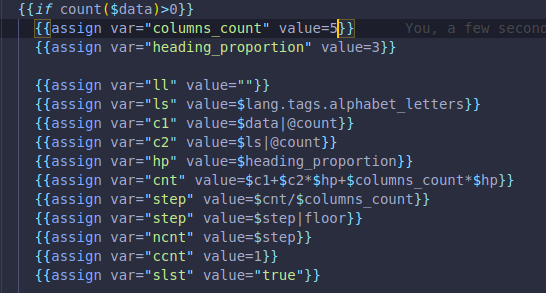 {{if count($data)>0}}
{{assign var="columns_count" value=5}} You, a few second
{{assign var="heading_proportion" value=3}}
{{assign var="ll" value=""}}
{{assign var="ls" value=$lang.tags.alphabet_letters}}
{{assign var="c1" value=$data|@count}}
{{assign var="c2" value=$ls|@count}}
{{assign var="hp" value=$heading_proportion}}
{{assign var="cnt" value=$c1+$c2*$hp+$columns_count*$hp}}
{{assign var="step" value=$cnt/$columns_count}}
{{assign var="step" value=$step|floor}}
{{assign var="ncnt" value=$step}}
{{assign var="ccnt" value=1}}
{{assign var="slst" value="true"}}